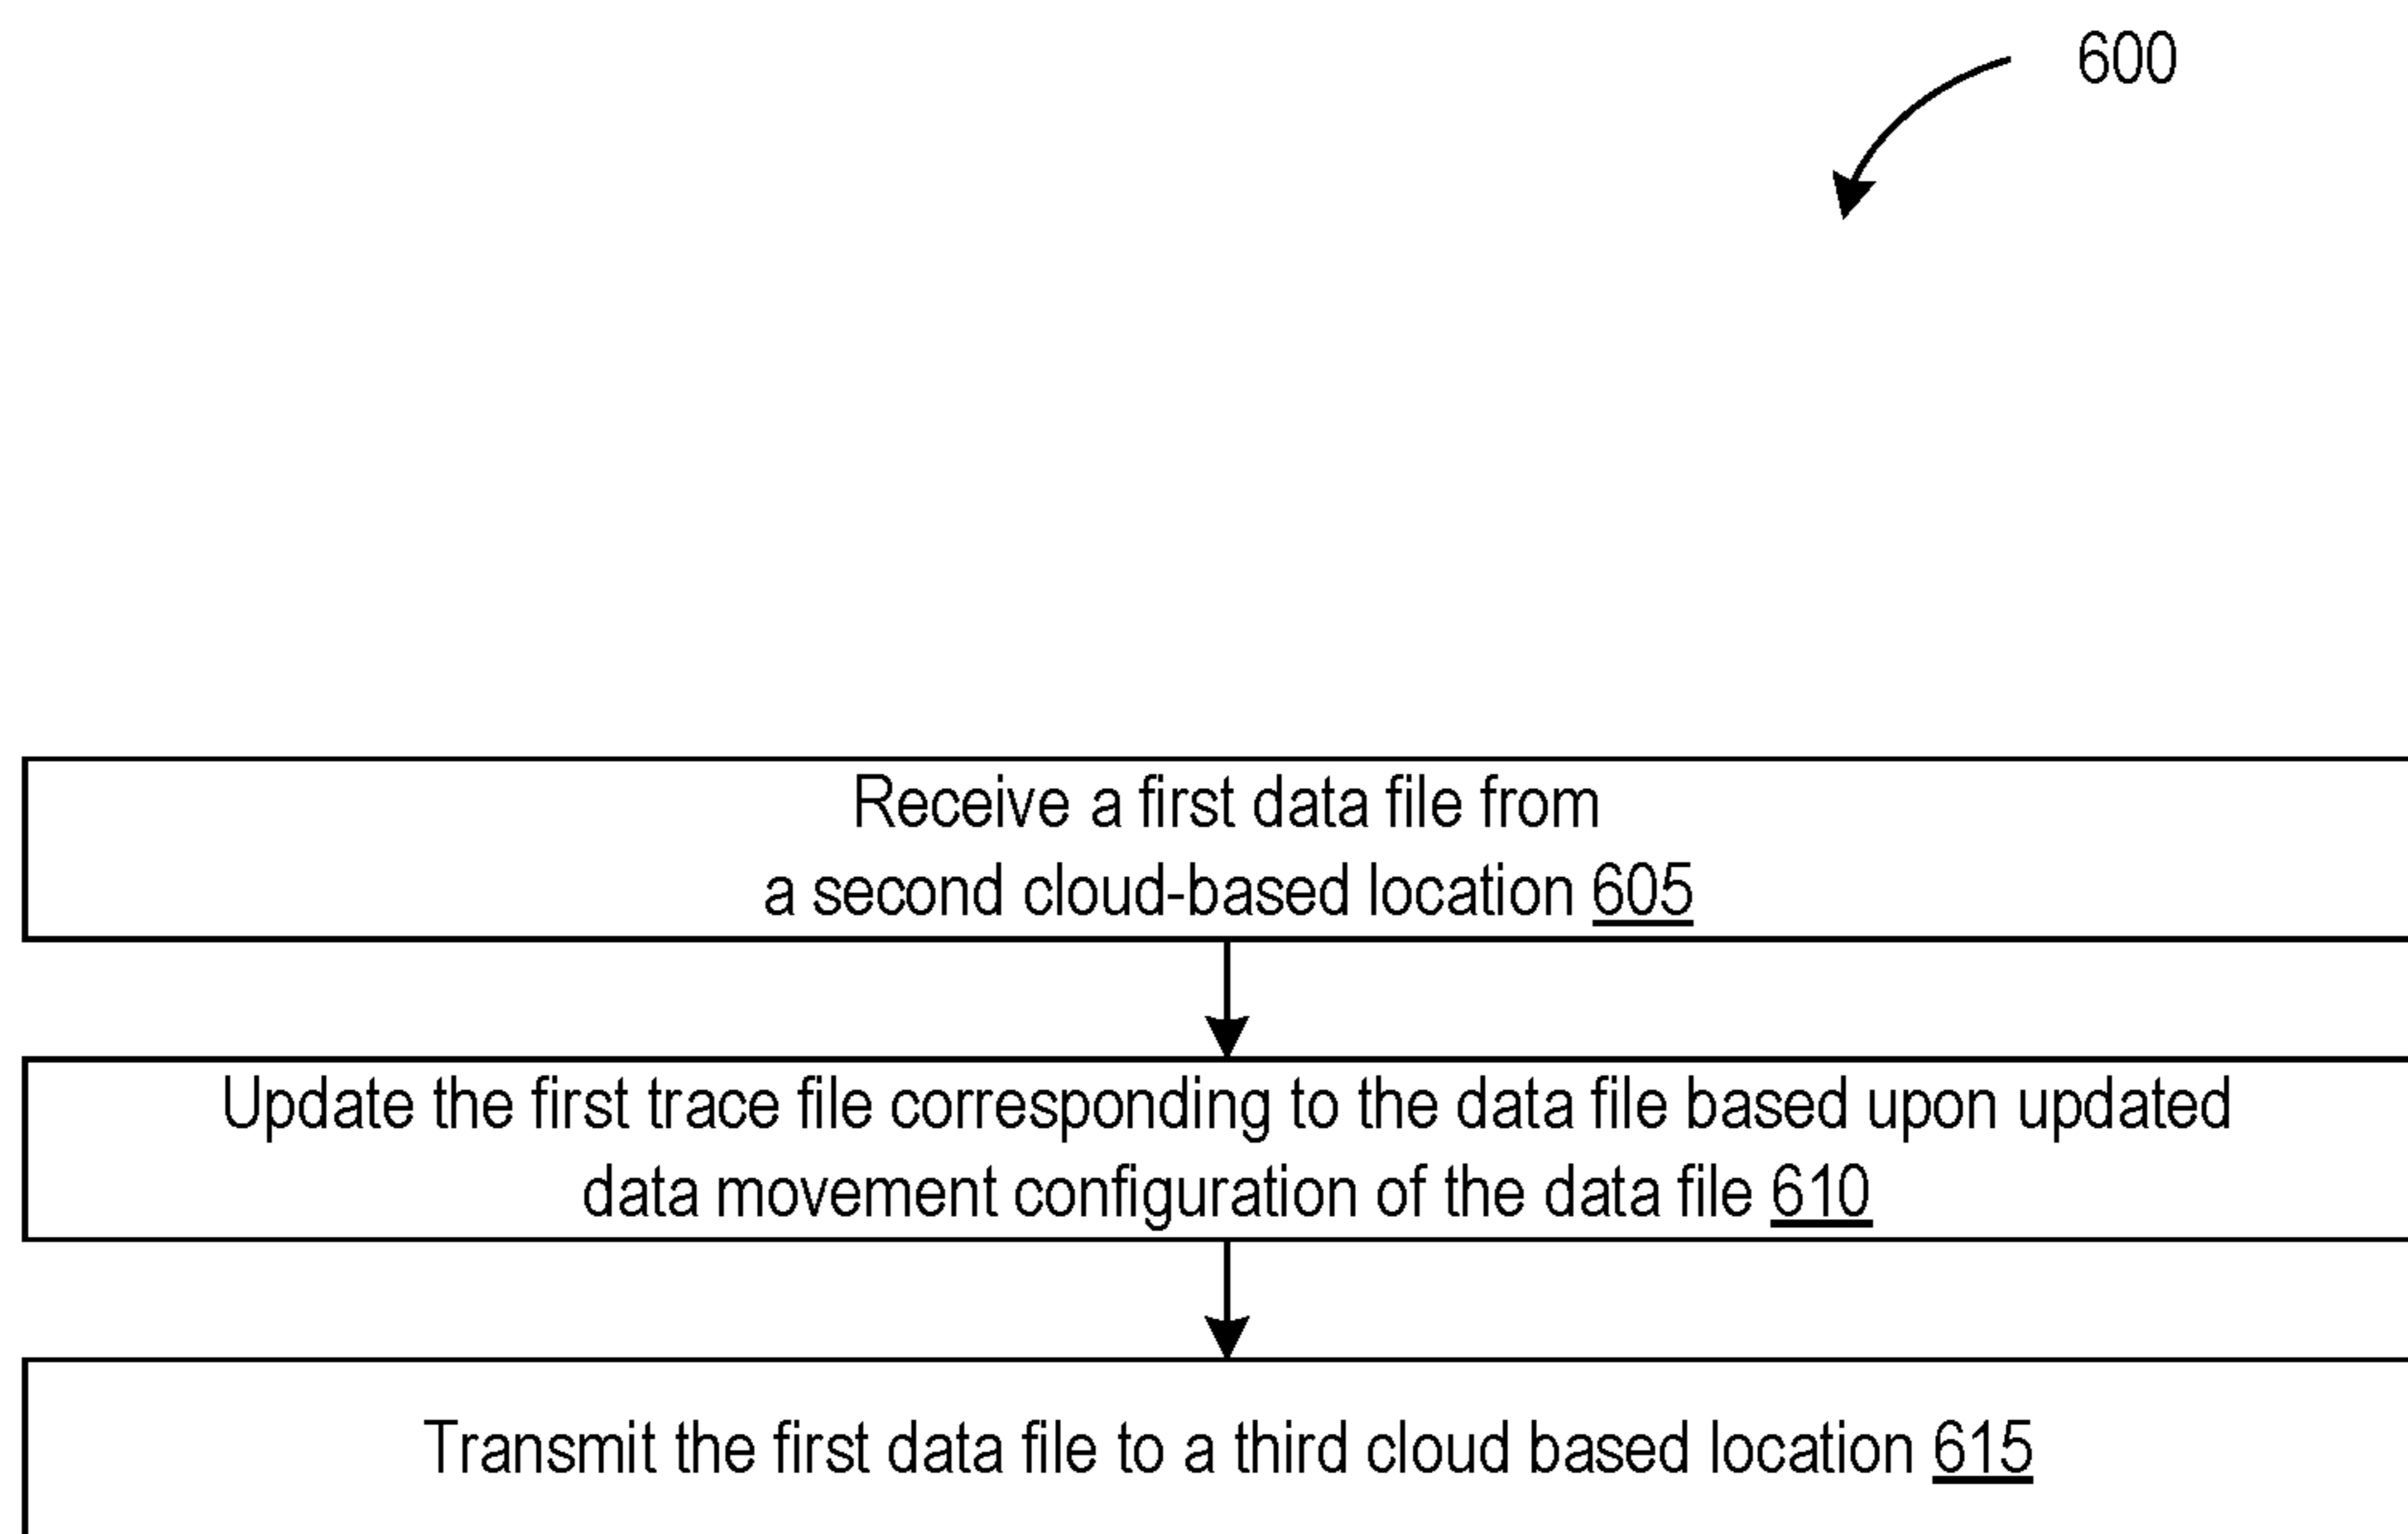 600
Receive a first data file from
a second cloud-based location 605
Update the first trace file corresponding to the data file based upon updated
data movement configuration of the data file 610
Transmit the first data file to a third cloud based location 615